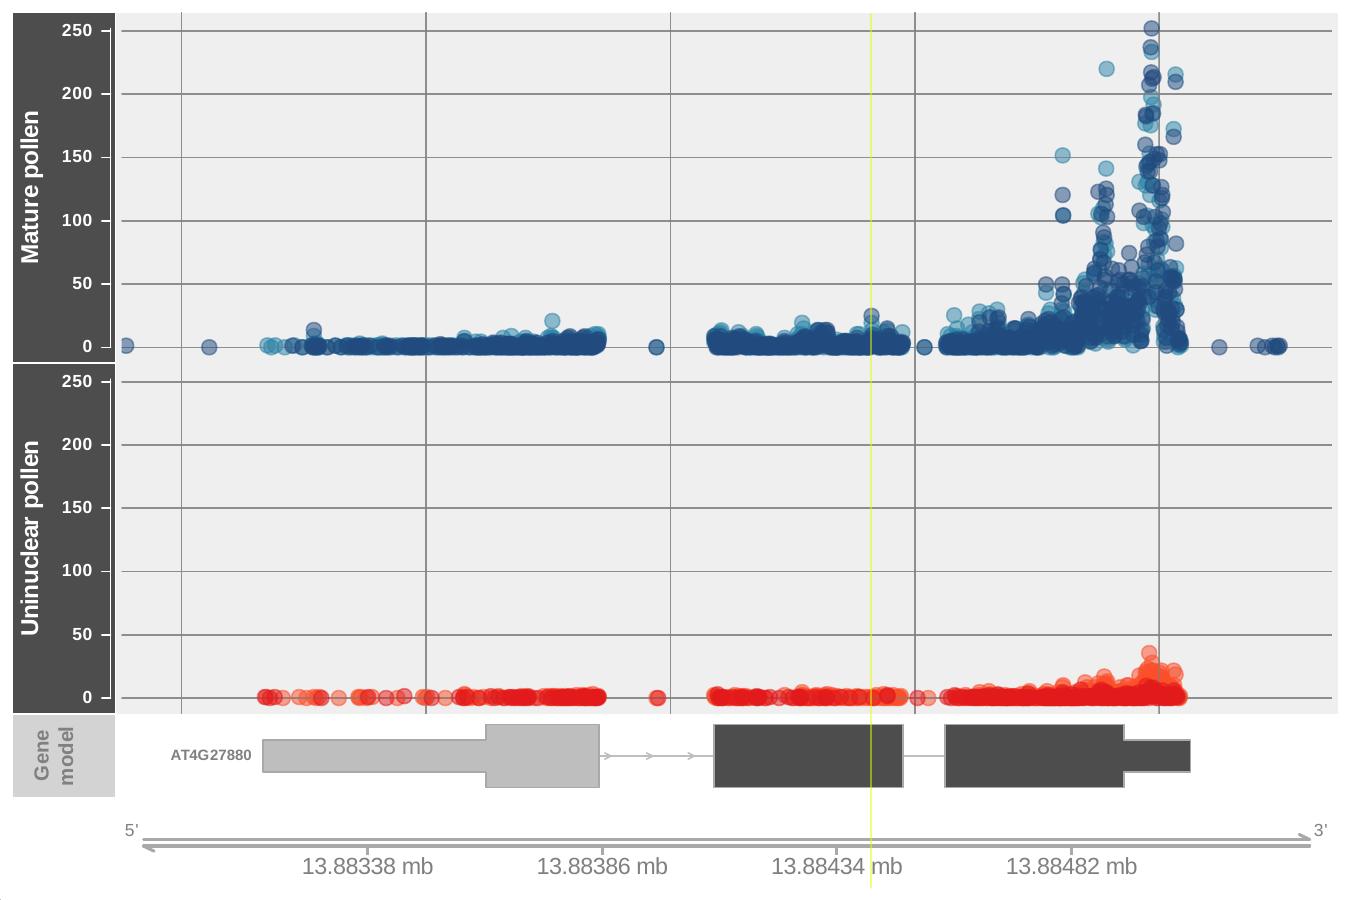 Mature pollen
250
200
150
100
50
0
Uninuclear pollen
250
200
150
100
50
0
Gene
model
AT4G27880
5'
3'
13.88338 mb
13.88386 mb
13.88434 mb
13.88482 mb